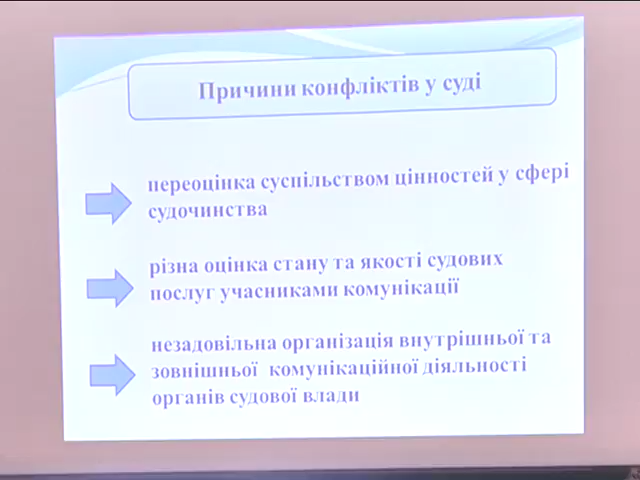 Причини конфліктів у суді
переоцінка суспільством цінностей у сфері
судочинства
різна оцінка стану та якості судових
послуг учасниками комунікації
незадовільна організація внутрішньої та
зовнішньої комунікаційної діяльності
органів судової влади